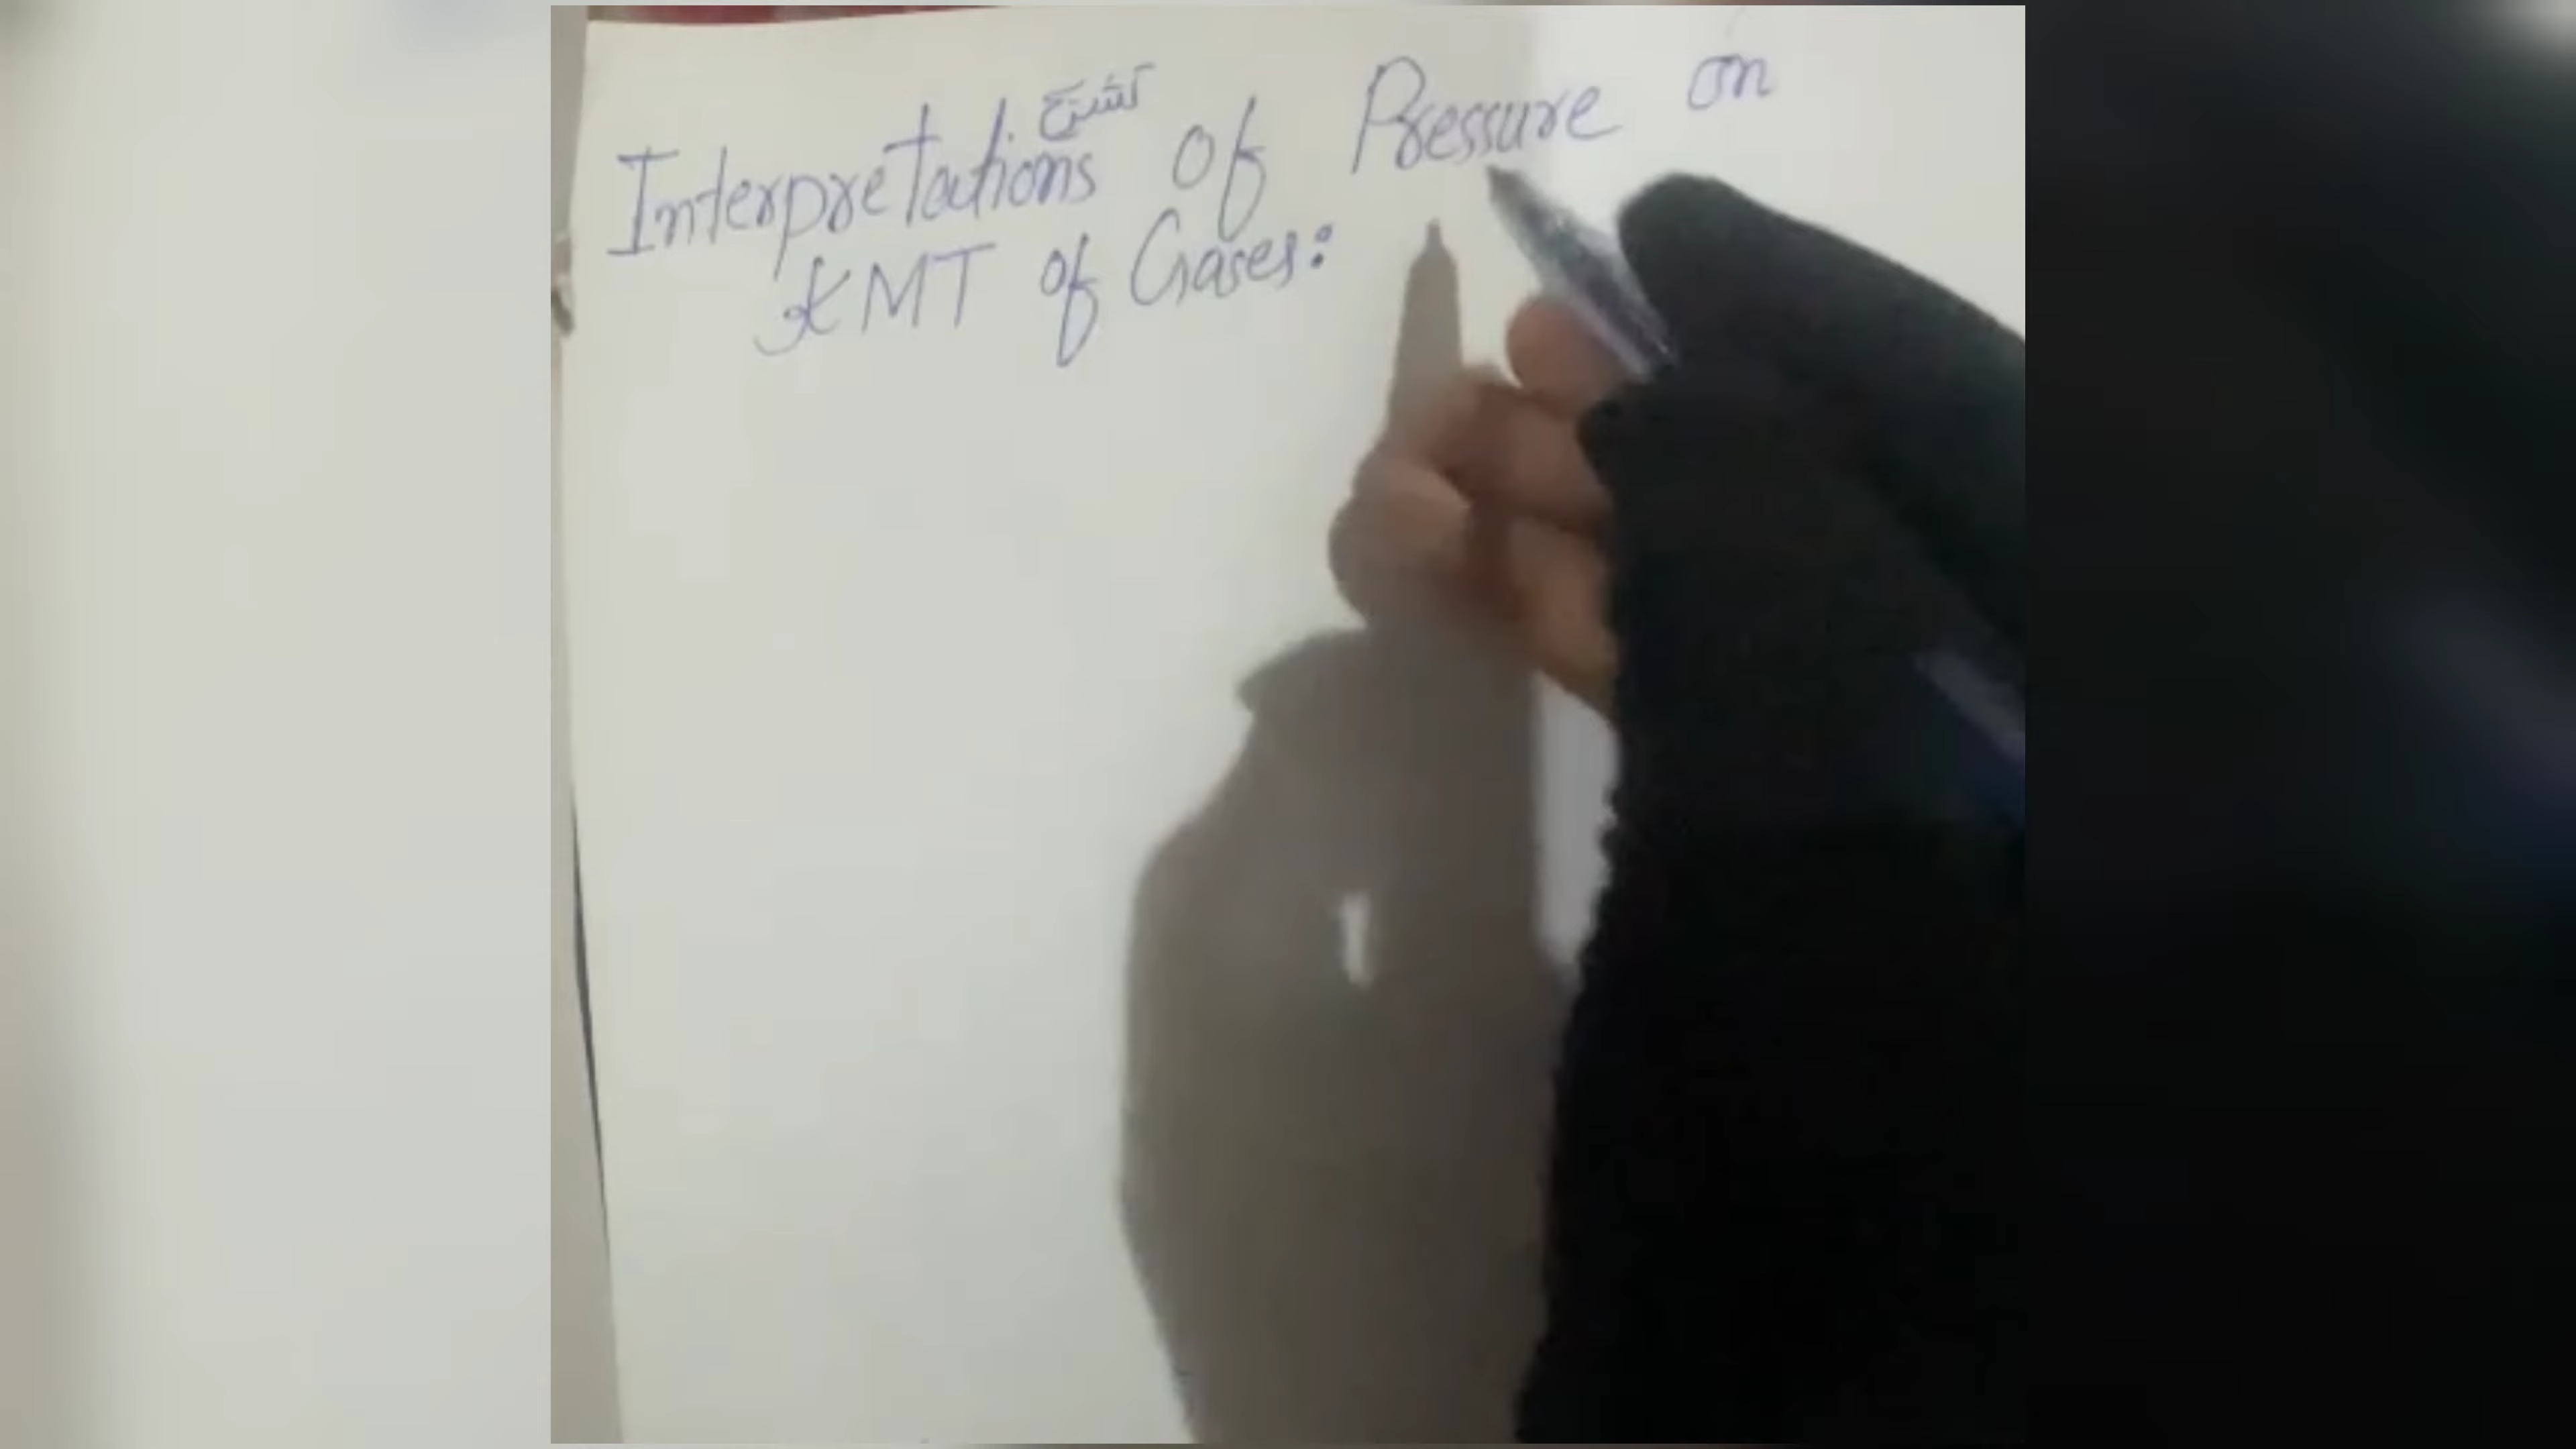 تشریح
Interpretations of Pressure on
KMT of Gases: